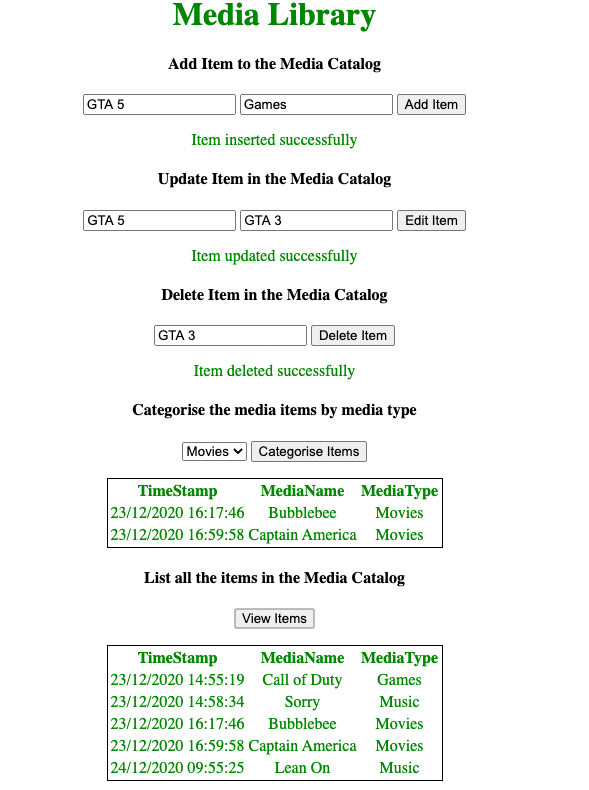 Media Library
Add Item to the Media Catalog
GTA 5 Games Add Item
Item inserted successfully
Update Item in the Media Catalog
GTA 5 GTA 3 Edit Item
Item updated successfully
Delete Item in the Media Catalog
GTA 3 Delete Item
Item deleted successfully
Categorise the media items by media type
Movies Categorise Items
TimeStamp MediaName MediaType
23/12/2020 16:17:46 Bubblebee Movies
23/12/2020 16:59:58 Captain America Movies
List all the items in the Media Catalog
View Items
TimeStamp MediaName MediaType
23/12/2020 14:55:19 Call of Duty Games
23/12/2020 14:58:34 Sorry Music
23/12/2020 16:17:46 Bubblebee Movies
23/12/2020 16:59:58 Captain America Movies
24/12/2020 09:55:25 Lean On Music